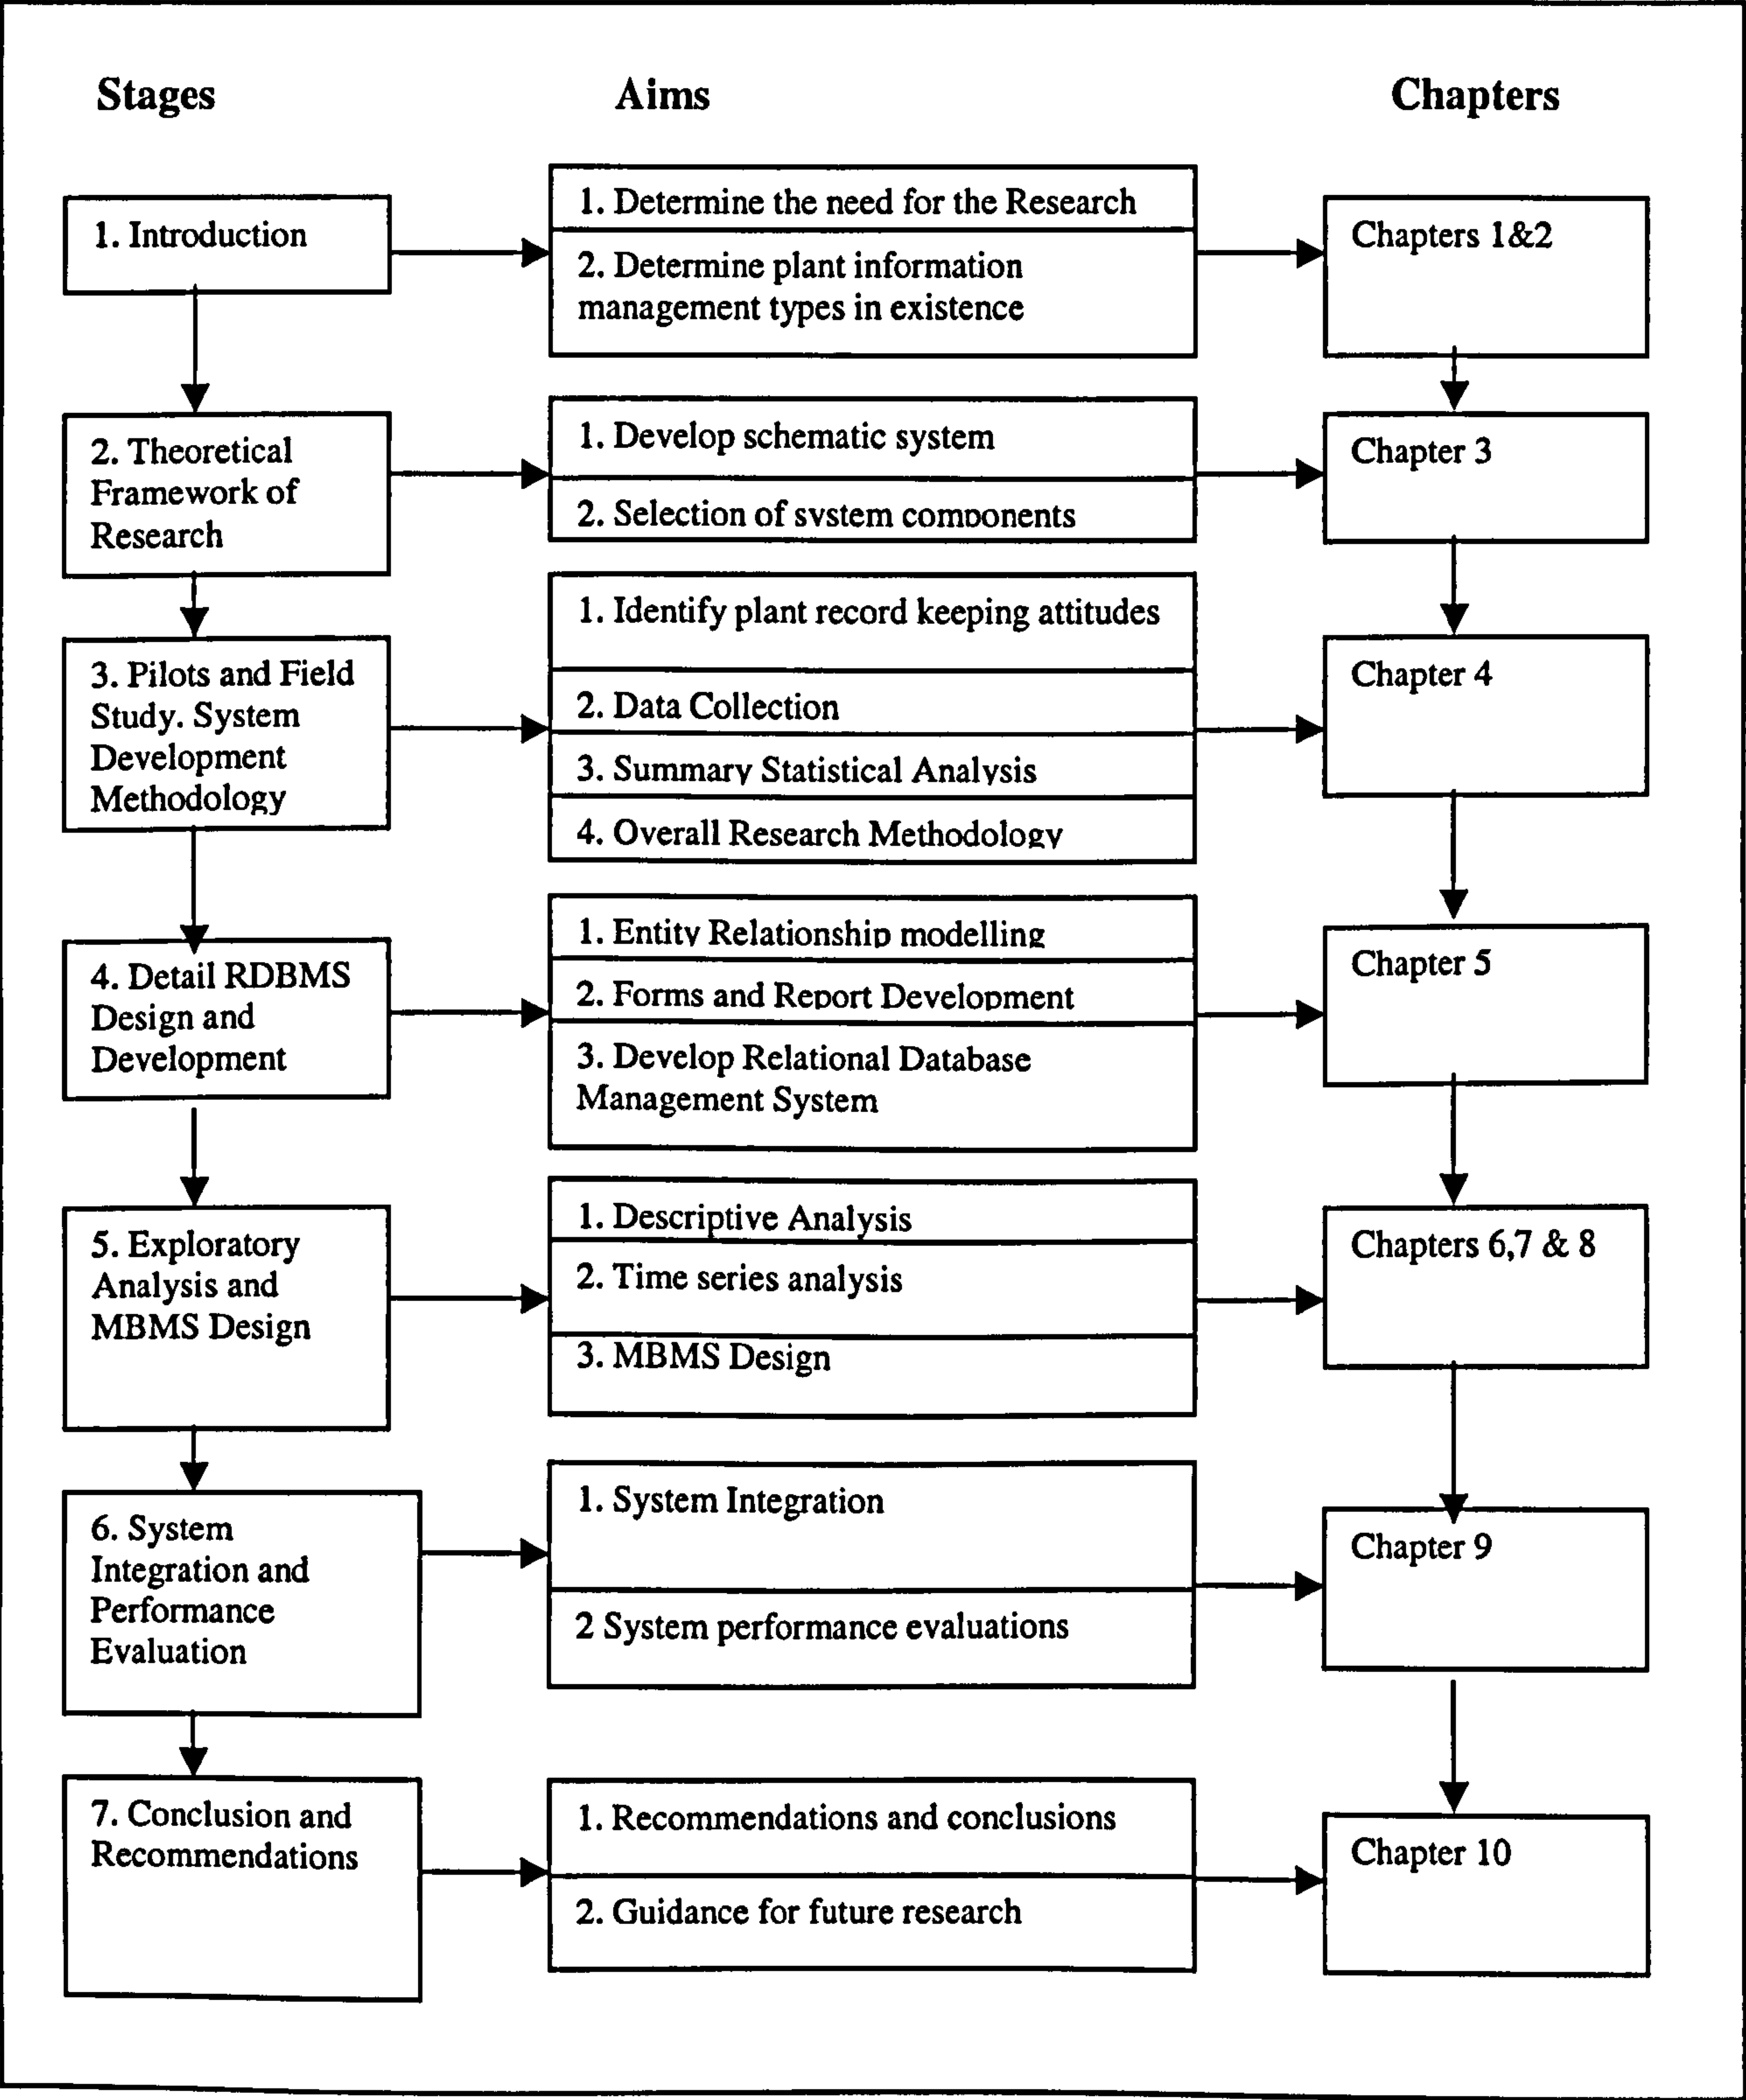 Stages
Aims
Chapters
1. Introduction
1. Determine the need for the Research
2. Determine plant information
management types in existence
Chapters 1&2
2. Theoretical
Framework of
Research
1. Develop schematic system
2. Selection of system components
Chapter 3
3. Pilots and Field
Study. System
Development
Methodology
1. Identify plant record keeping attitudes
2. Data Collection
3. Summary Statistical Analysis
4. Overall Research Methodology
Chapter 4
4. Detail RDBMS
Design and
Development
1. Entity Relationship modelling
2. Forms and Report Development
3. Develop Relational Database
Management System
Chapter 5
5. Exploratory
Analysis and
MBMS Design
1. Descriptive Analysis
2. Time series analysis
3. MBMS Design
Chapters 6,7 & 8
6. System
Integration and
Performance
Evaluation
1. System Integration
2 System performance evaluations
Chapter 9
7. Conclusion and
Recommendations
1. Recommendations and conclusions
2. Guidance for future research
Chapter 10